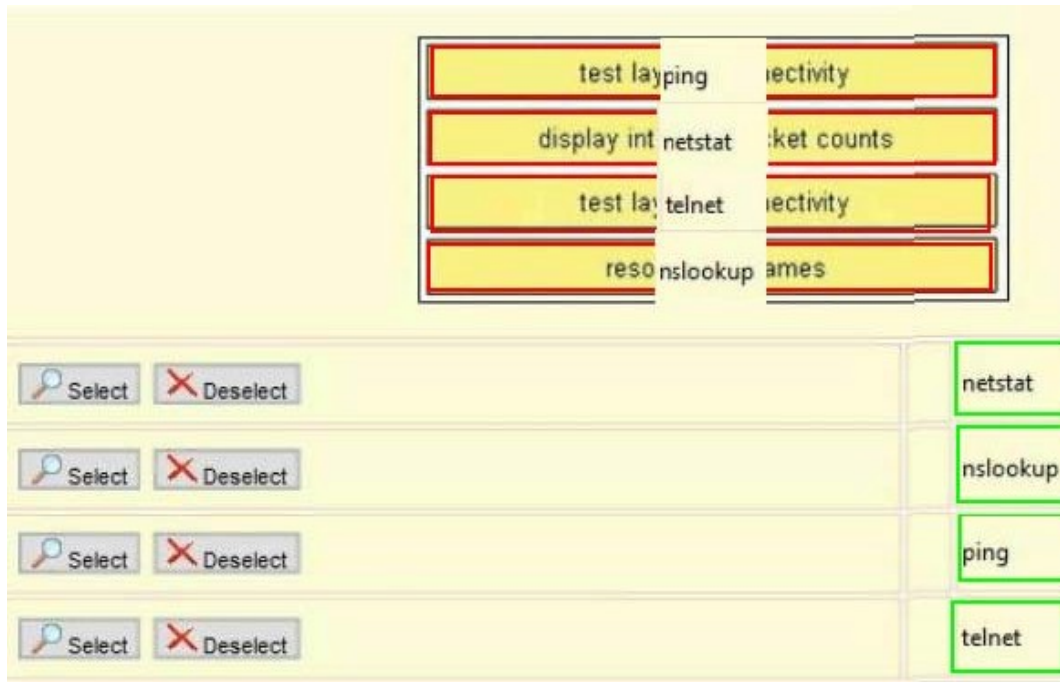 test lay ping ectivity
display int netstat ket counts
test lay telnet ectivity
reso nslookup ames
Select Deselect netstat
Select Deselect nslookup
Select Deselect ping
Select Deselect telnet